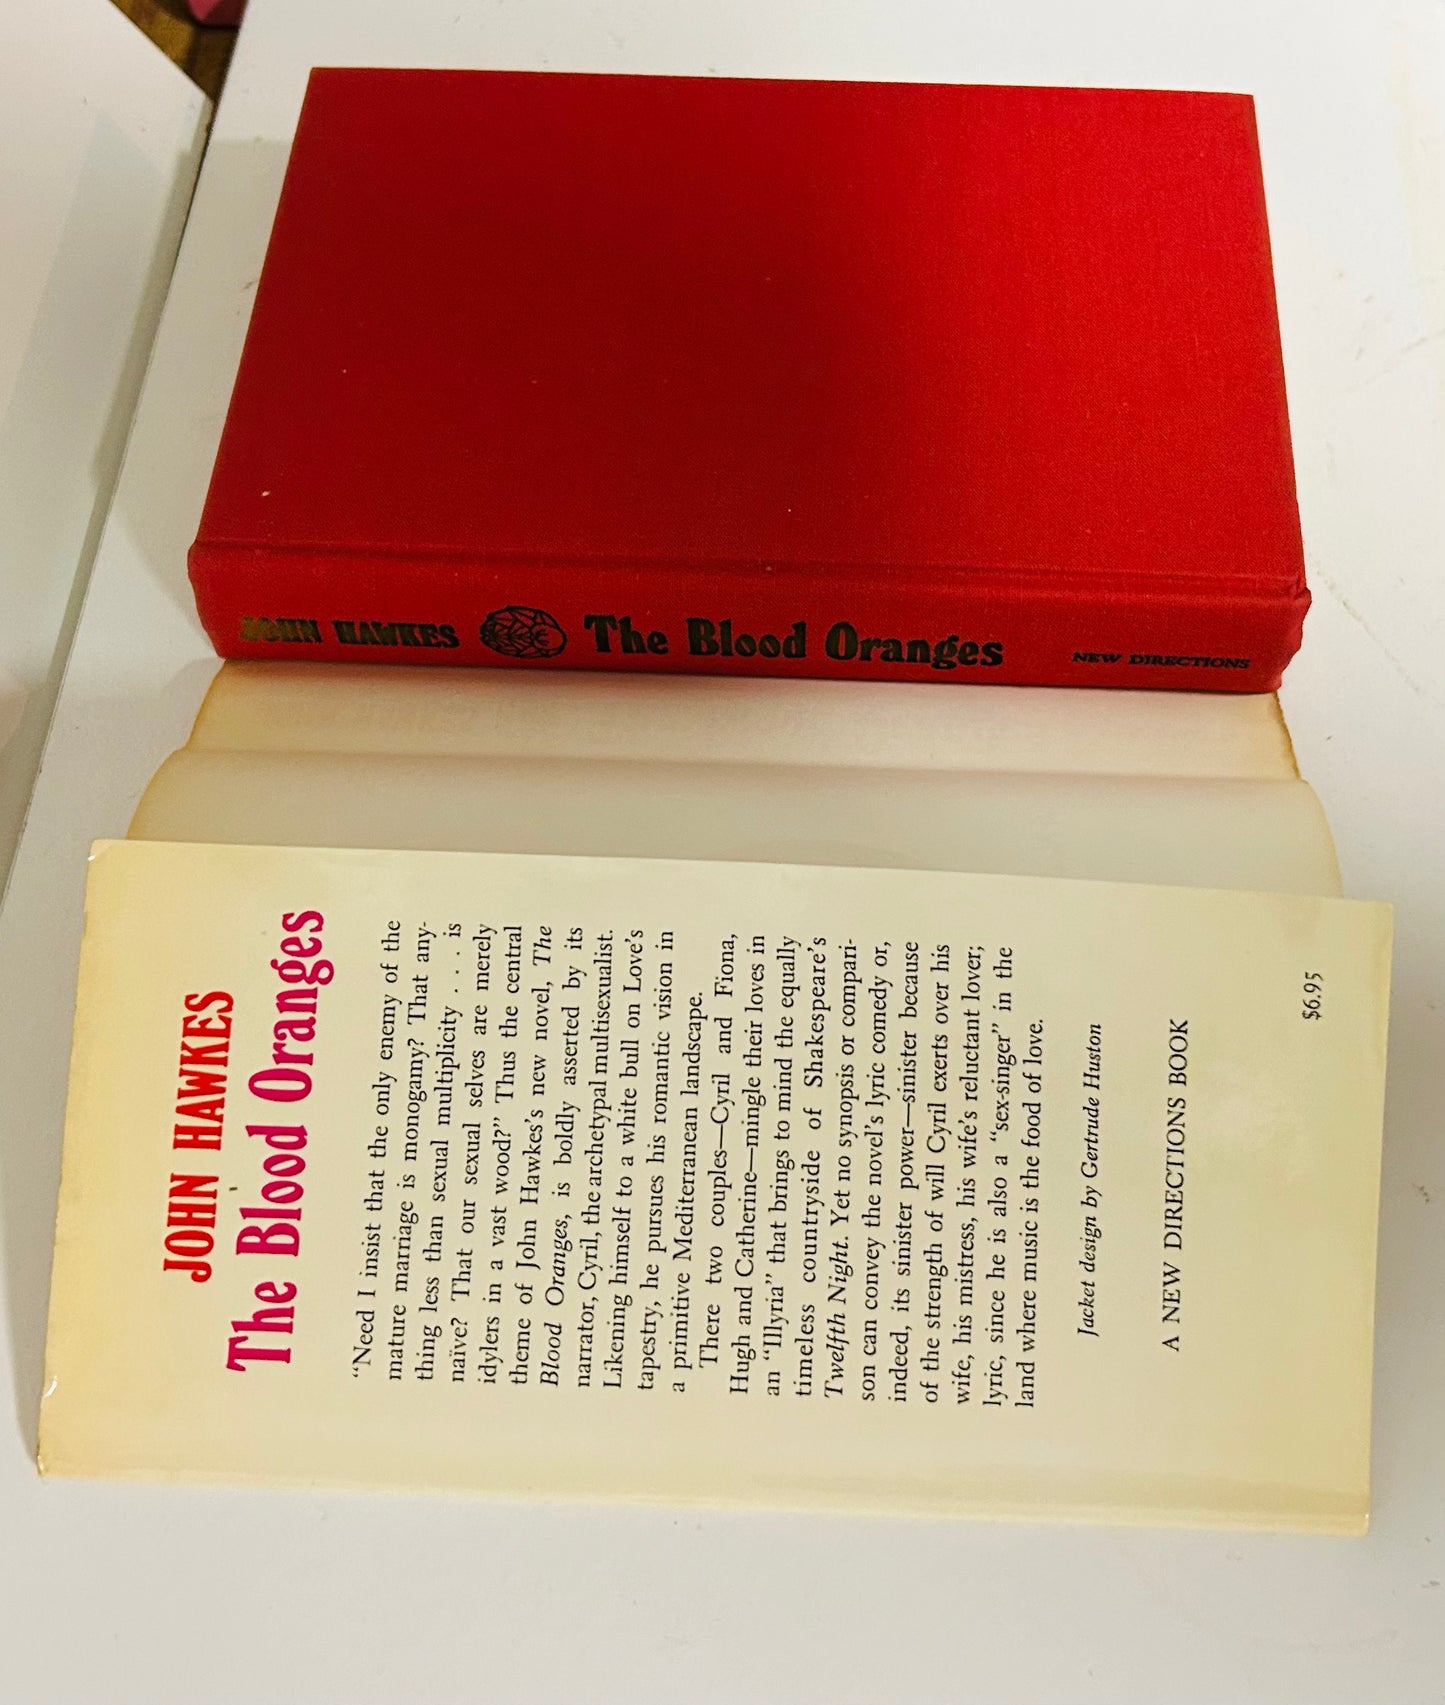 JOHN HAWKES The Blood Oranges NEW DIRECTIONS
JOHN HAWKES
The Blood Oranges
“Need I insist that the only enemy of the
mature marriage is monogamy? That any-
thing less than sexual multiplicity . . . is
naïve? That our sexual selves are merely
idylers in a vast wood?” Thus the central
theme of John Hawkes's new novel, The
Blood Oranges, is boldly asserted by its
narrator, Cyril, the archetypal multisexualist.
Likening himself to a white bull on Love's
tapestry, he pursues his romantic vision in
a primitive Mediterranean landscape.
There two couples—Cyril and Fiona,
Hugh and Catherine—mingle their loves in
an “Illyria” that brings to mind the equally
timeless countryside of Shakespeare's
Twelfth Night. Yet no synopsis or compari-
son can convey the novel's lyric comedy or,
indeed, its sinister power—sinister because
of the strength of will Cyril exerts over his
wife, his mistress, his wife's reluctant lover;
lyric, since he is also a “sex-singer” in the
land where music is the food of love.
Jacket design by Gertrude Huston
A NEW DIRECTIONS BOOK
$6.95